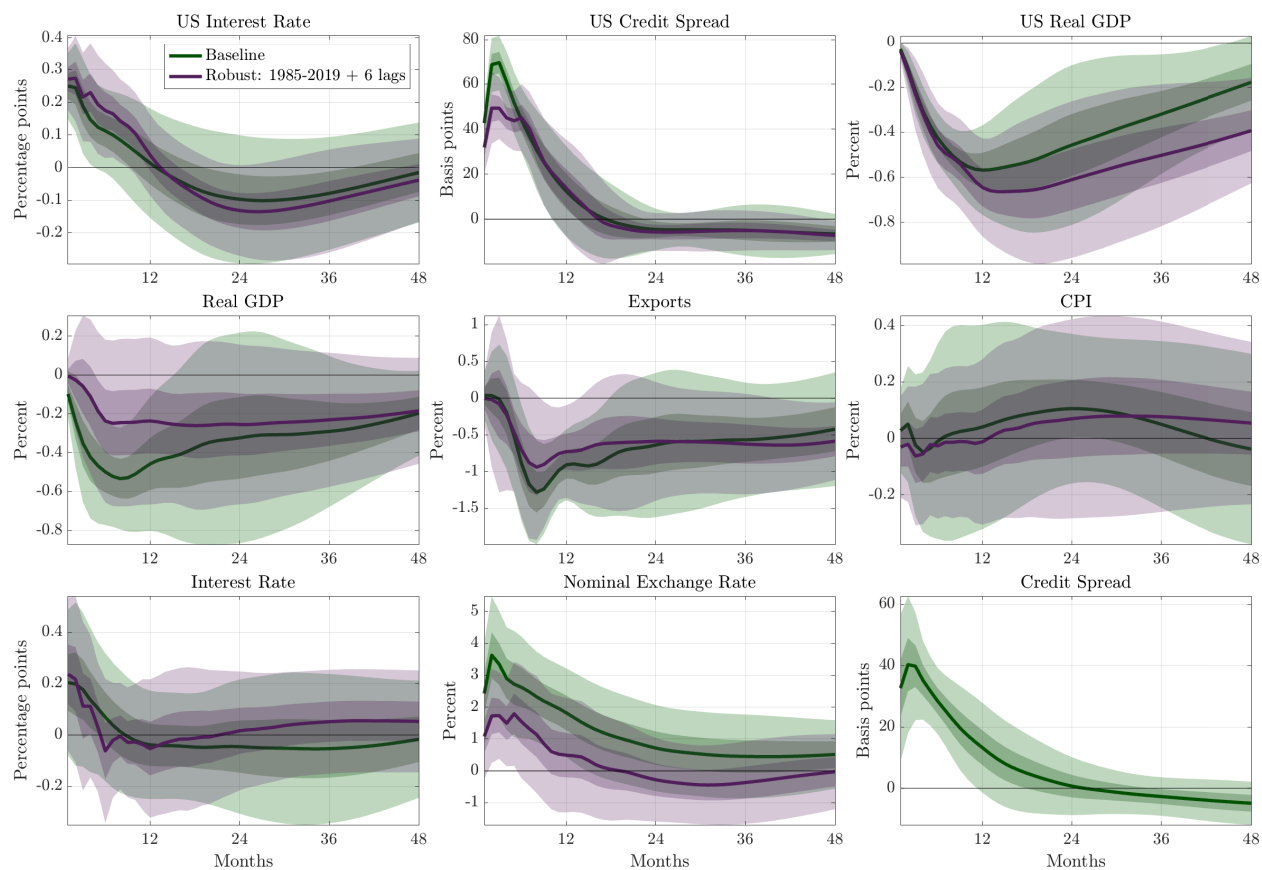 US Interest Rate
Percentage points
0.4
0.3
0.2
0.1
0
-0.1
-0.2
12 24 36 48
Baseline
Robust: 1985-2019 + 6 lags
US Credit Spread
Basis points
80
60
40
20
0
12 24 36 48
US Real GDP
Percent
0
-0.2
-0.4
-0.6
-0.8
12 24 36 48
Real GDP
Percent
0.2
0
-0.2
-0.4
-0.6
-0.8
12 24 36 48
Exports
Percent
1
0.5
0
-0.5
-1
-1.5
12 24 36 48
CPI
Percent
0.4
0.2
0
-0.2
12 24 36 48
Interest Rate
Percentage points
0.4
0.2
0
-0.2
12 24 36 48
Months
Nominal Exchange Rate
Percent
5
4
3
2
1
0
-1
12 24 36 48
Months
Credit Spread
Basis points
60
40
20
0
12 24 36 48
Months